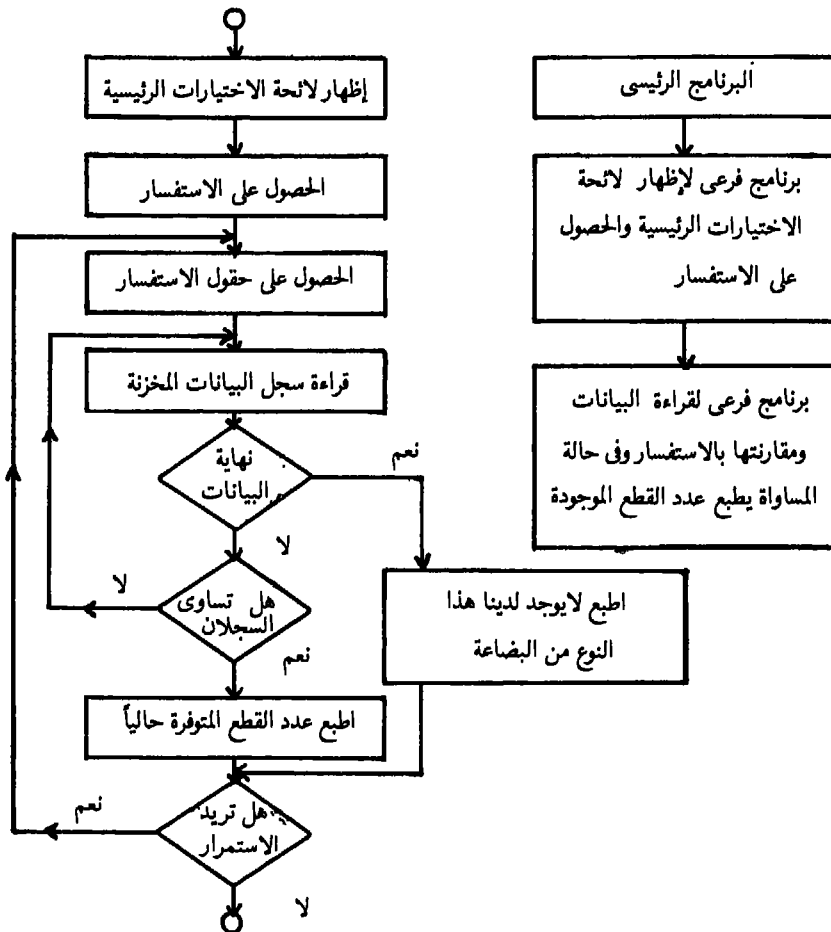 إظهار لائحة الاختيارات الرئيسية
الحصول على الاستفسار
الحصول على حقول الاستفسار
قراءة سجل البيانات المخزنة
نهاية
البيانات
نعم
لا
هل تساوى
السجلان
لا
نعم
اطبع لايوجد لدينا هذا
النوع من البضاعة
اطبع عدد القطع المتوفرة حالياً
هل تريد
الاستمرار
نعم
لا
البرنامج الرئيسى
برنامج فرعى لإظهار لائحة
الاختيارات الرئيسية والحصول
على الاستفسار
برنامج فرعى لقراءة البيانات
ومقارنتها بالاستفسار وفى حالة
المساواة يطبع عدد القطع الموجودة